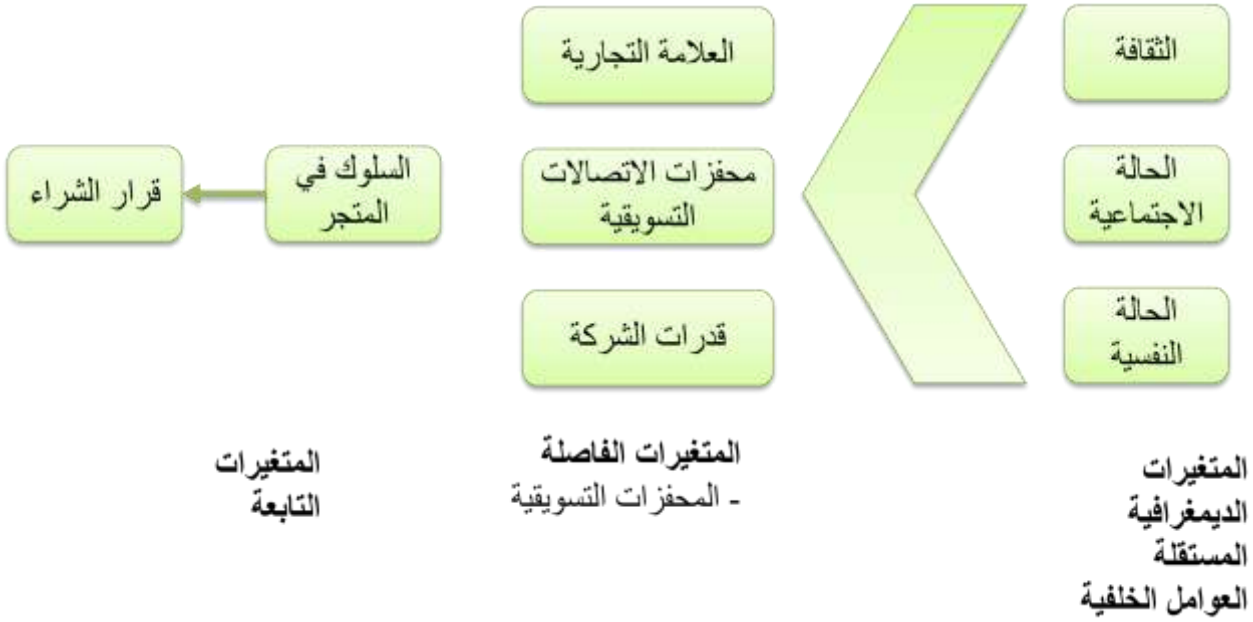 الثقافة
الحالة
الاجتماعية
الحالة
النفسية
العلامة التجارية
محفزات الاتصالات
التسويقية
قدرات الشركة
السلوك في
المتجر
قرار الشراء
المتغيرات
الديمغرافية
المستقلة
العوامل الخلفية
المتغيرات الفاصلة
- المحفزات التسويقية
المتغيرات
التابعة